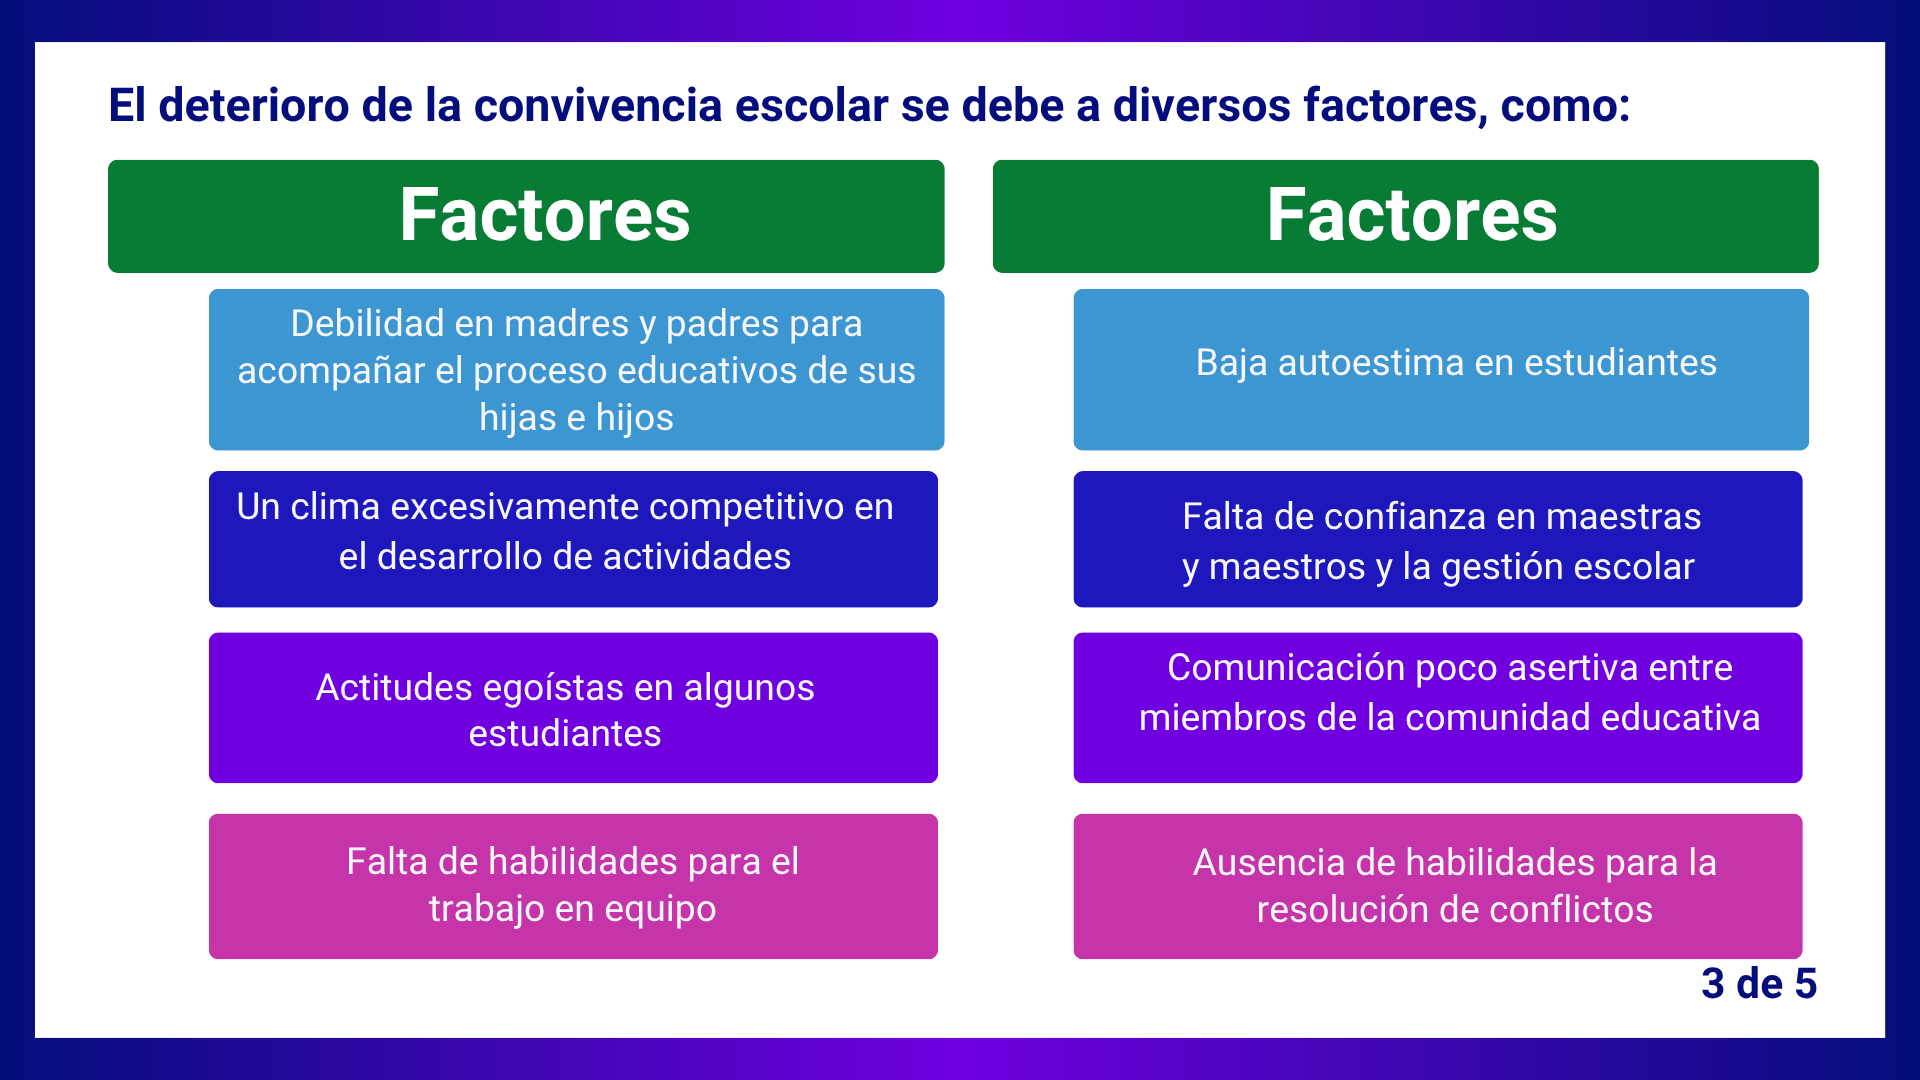 El deterioro de la convivencia escolar se debe a diversos factores, como:
Factores
Debilidad en madres y padres para
acompañar el proceso educativos de sus
hijas e hijos
Un clima excesivamente competitivo en
el desarrollo de actividades
Actitudes egoístas en algunos
estudiantes
Falta de habilidades para el
trabajo en equipo
Factores
Baja autoestima en estudiantes
Falta de confianza en maestras
y maestros y la gestión escolar
Comunicación poco asertiva entre
miembros de la comunidad educativa
Ausencia de habilidades para la
resolución de conflictos
3 de 5